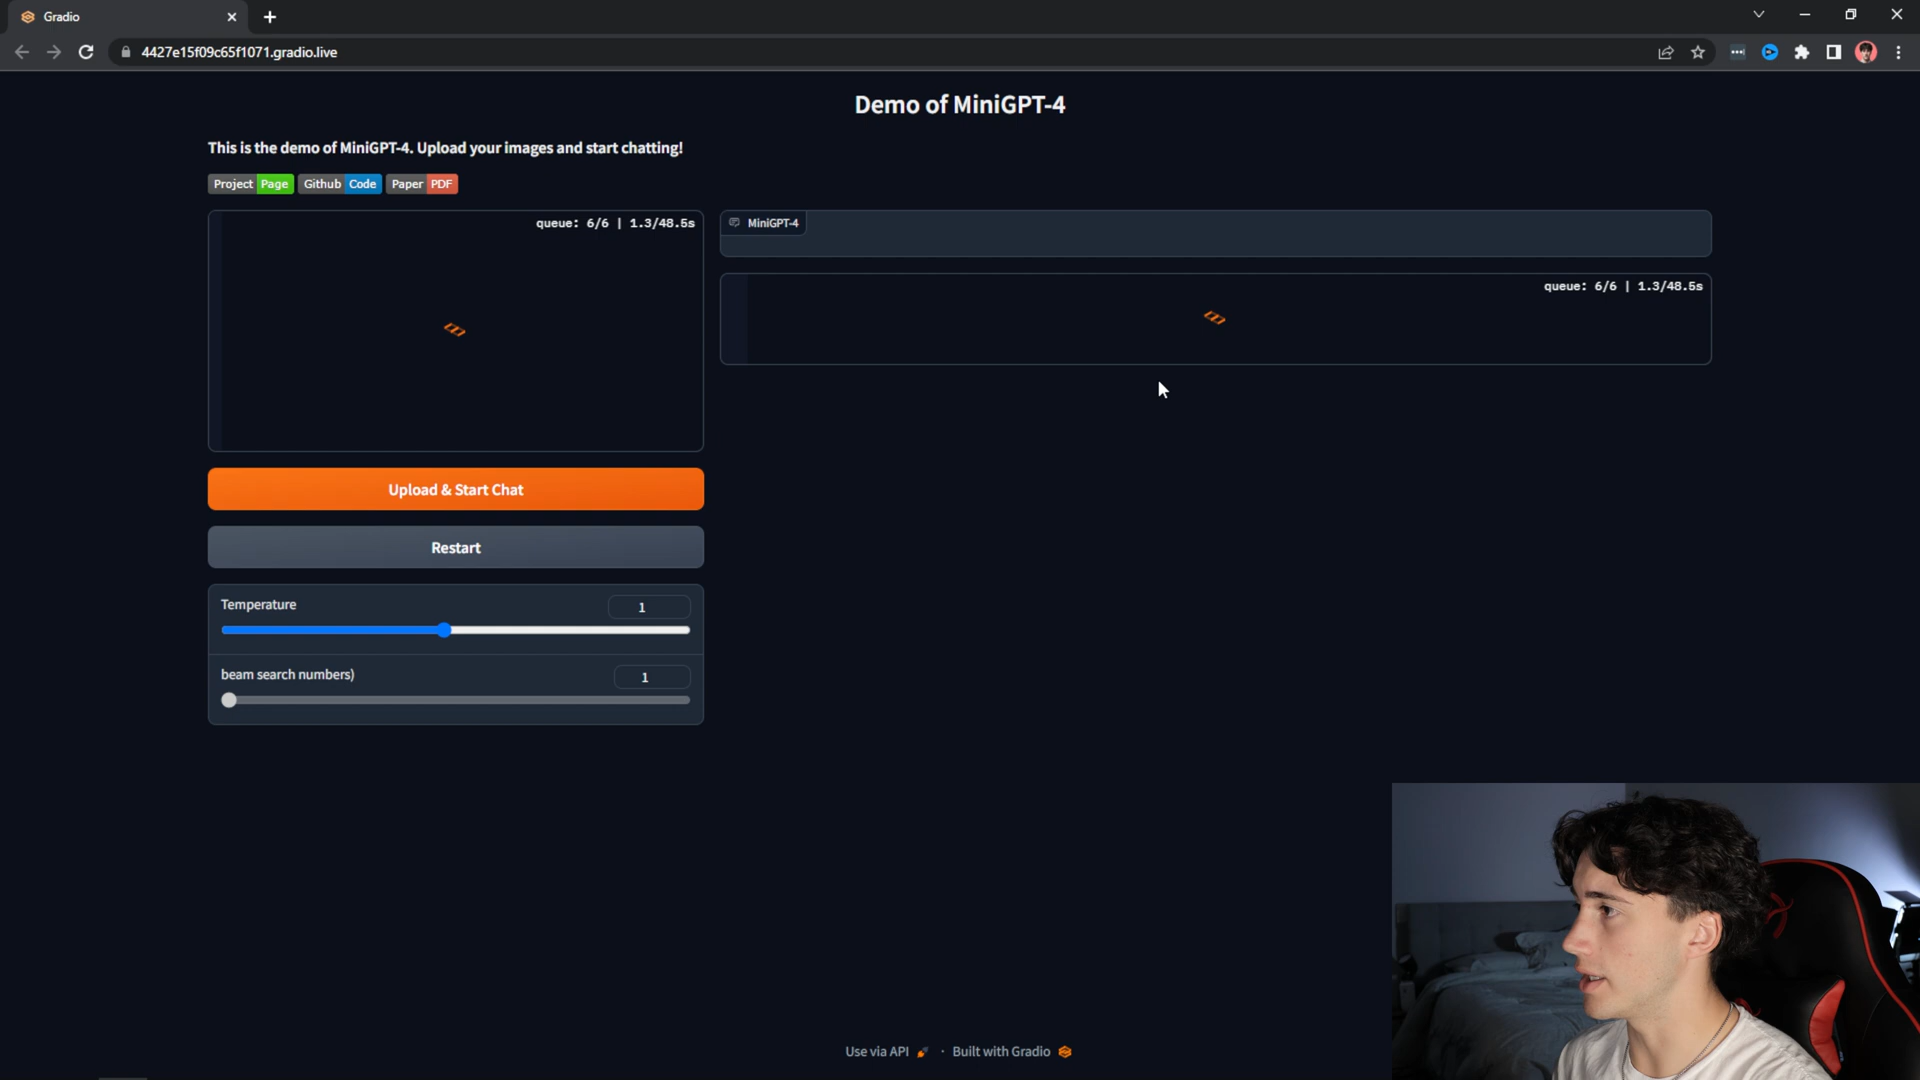 Gradio
4427e15f09c65f1071.gradio.live
Demo of MiniGPT-4
This is the demo of MiniGPT-4. Upload your images and start chatting!
Project Page Github Code Paper PDF
queue: 6/6 | 1.3/48.5s
MiniGPT-4
queue: 6/6 | 1.3/48.5s
Upload & Start Chat
Restart
Temperature 1
beam search numbers) 1
Use via API · Built with Gradio